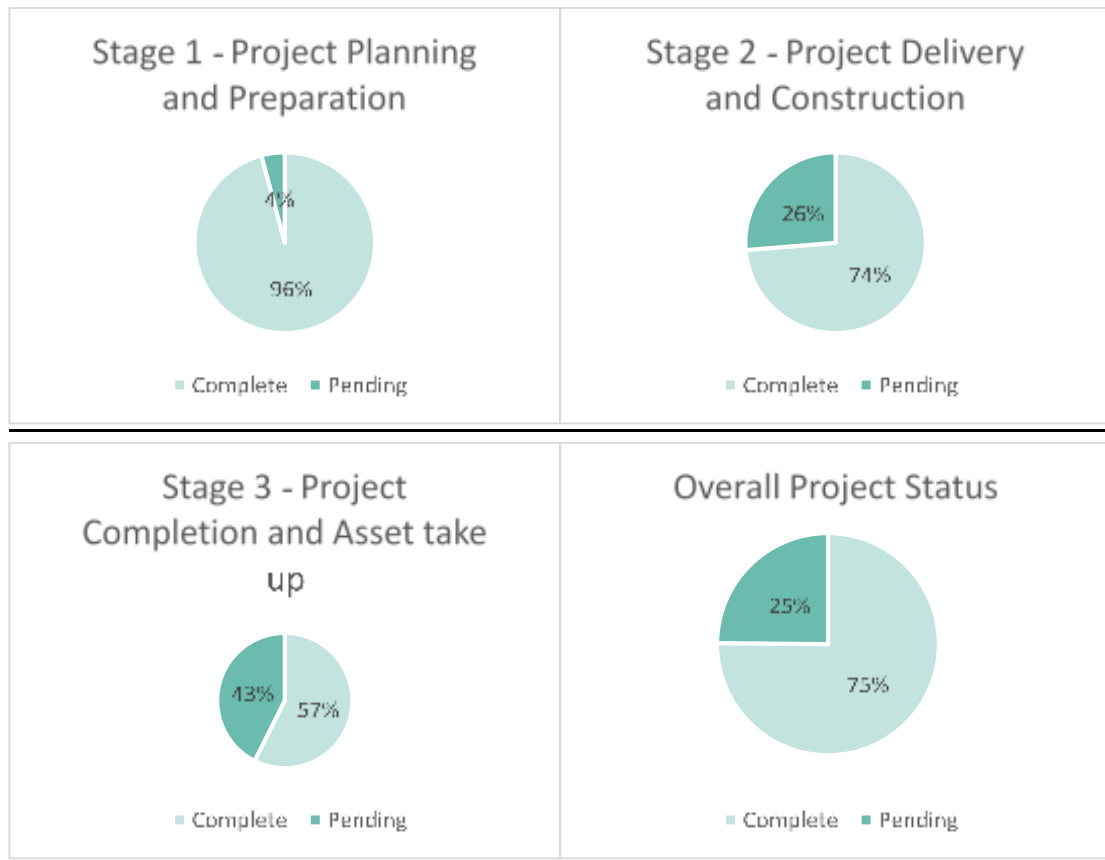 Stage 1 - Project Planning
and Preparation
4%
96%
Complete Pending
Stage 2 - Project Delivery
and Construction
26%
74%
Complete Pending
Stage 3 - Project
Completion and Asset take
up
43%
57%
Complete Pending
Overall Project Status
25%
75%
Complete Pending